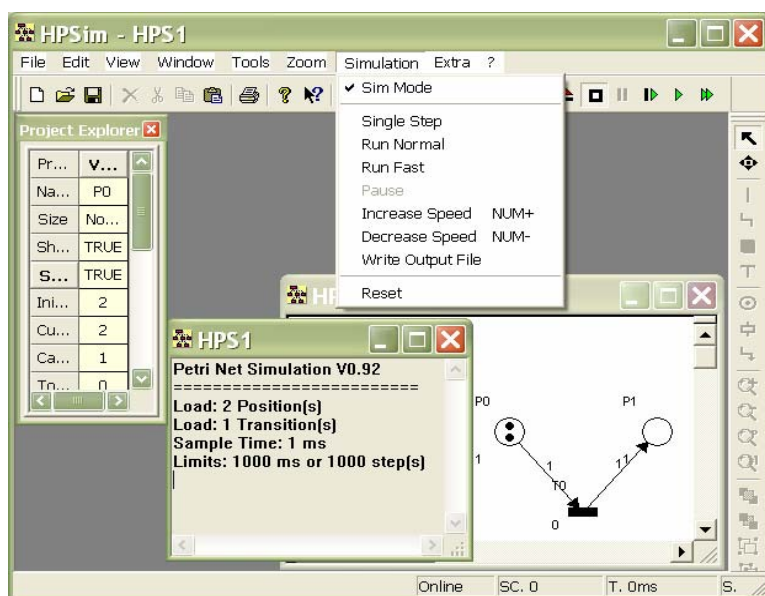 HPSim - HPS1
File Edit View Window Tools Zoom Simulation Extra ?
Sim Mode
Single Step
Run Normal
Run Fast
Pause
Increase Speed NUM+
Decrease Speed NUM-
Write Output File
Reset
Project Explorer
Pr... V...
Na... P0
Size No...
Sh... TRUE
S... TRUE
Ini... 2
Cu... 2
Ca... 1
To... 0
HPS1
Petri Net Simulation V0.92
==========================
Load: 2 Position(s)
Load: 1 Transition(s)
Sample Time: 1 ms
Limits: 1000 ms or 1000 step(s)
P0
P1
1
1
1
1
T0
0
Online SC. 0 T. 0ms S.